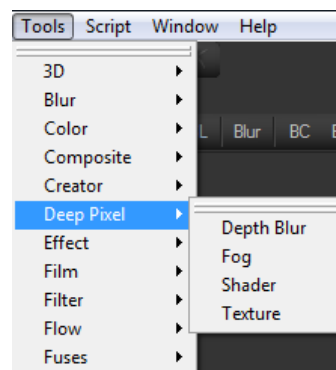 Tools Script Window Help
3D
Blur
Color
Composite
Creator
Deep Pixel
Effect
Film
Filter
Flow
Fuses
L Blur BC
Depth Blur
Fog
Shader
Texture